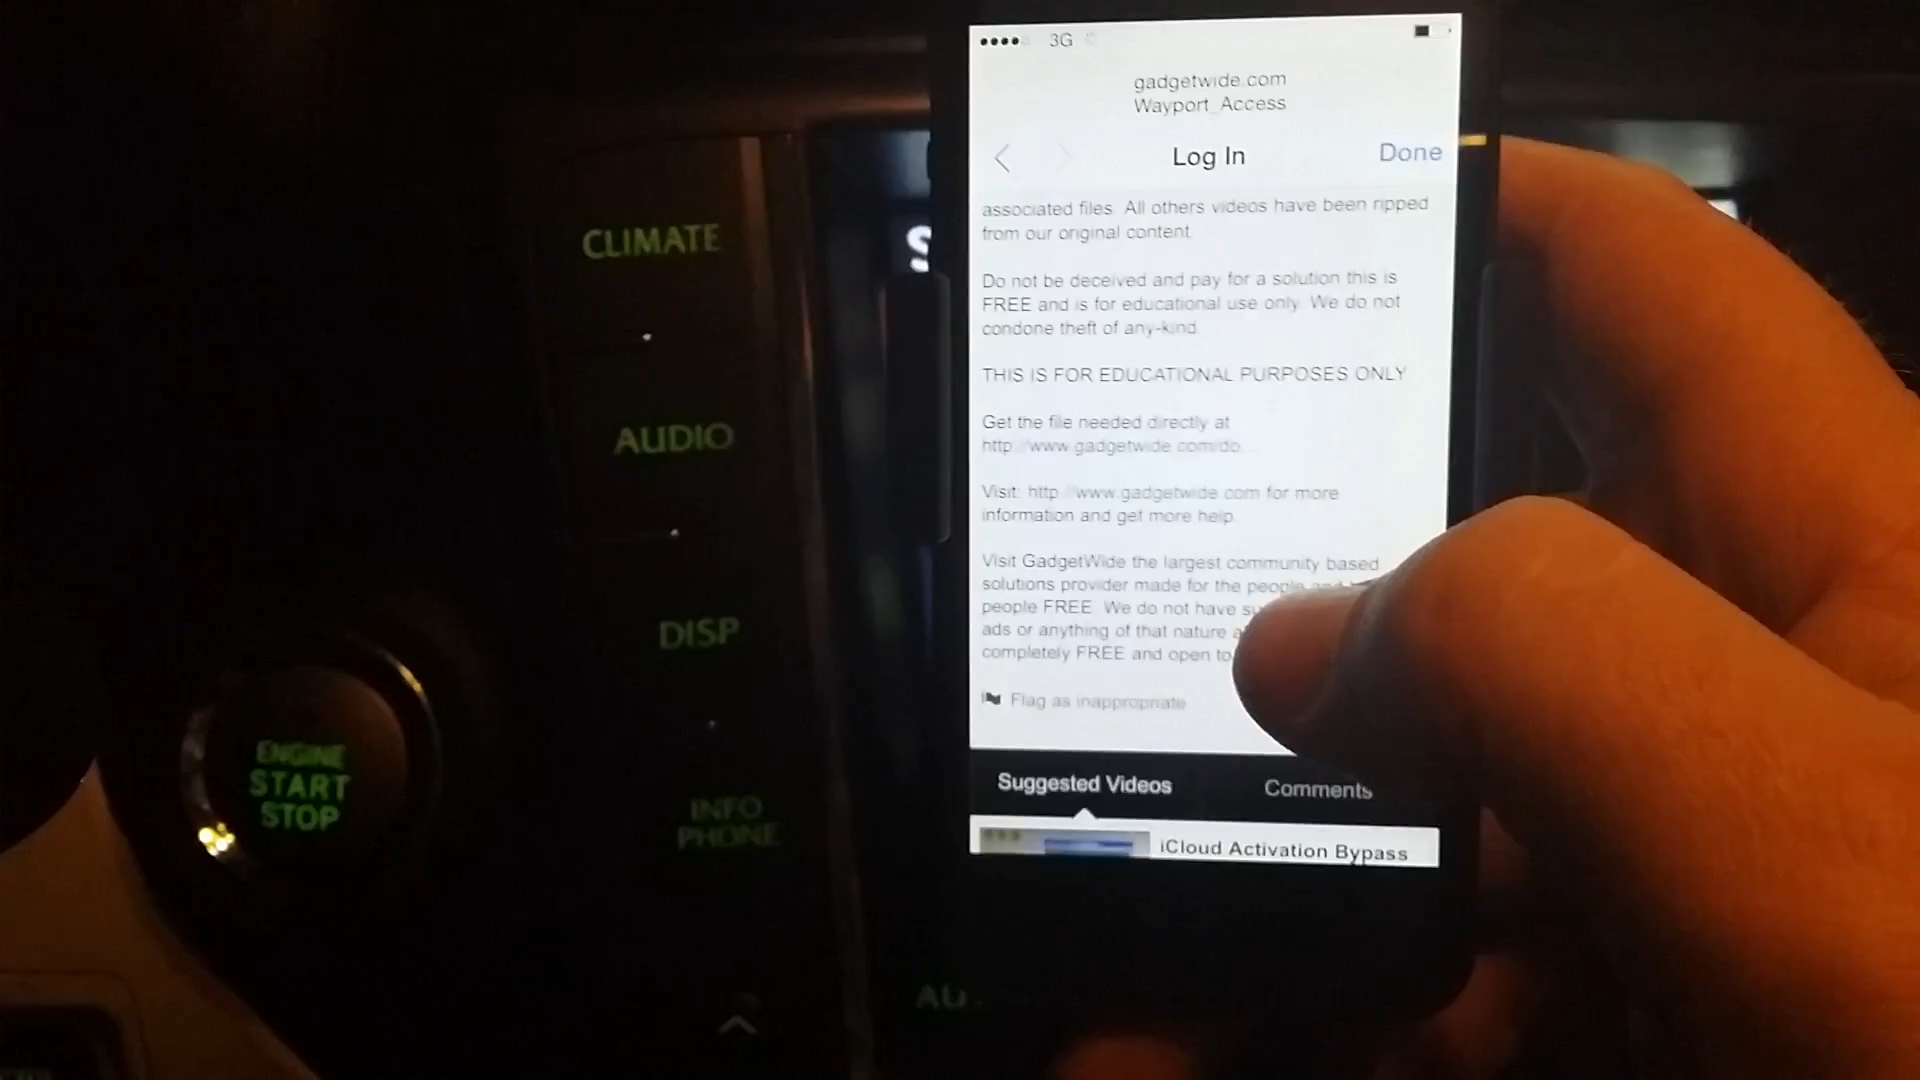 3G
gadgetwide.com
Wayport_Access
Log In
Done
associated files. All others videos have been ripped
from our original content.
Do not be deceived and pay for a solution this is
FREE and is for educational use only. We do not
condone theft of any-kind.
THIS IS FOR EDUCATIONAL PURPOSES ONLY
Get the file needed directly at
http://www.gadgetwide.com/do...
Visit: http://www.gadgetwide.com for more
information and get more help.
Visit GadgetWide the largest community based
solutions provider made for the people
people FREE. We do not have
ads or anything of that nature
completely FREE and open to
Flag as inappropriate
Suggested Videos
Comments
iCloud Activation Bypass
CLIMATE
AUDIO
DISP
INFO
PHONE
ENGINE
START
STOP